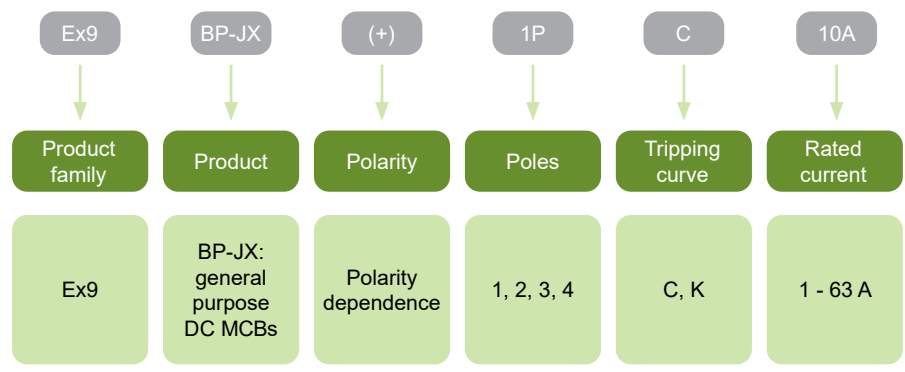 Ex9
BP-JX
(+)
1P
C
10A
Product
family
Product
Polarity
Poles
Tripping
curve
Rated
current
Ex9
BP-JX:
general
purpose
DC MCBs
Polarity
dependence
1, 2, 3, 4
C, K
1 - 63 A